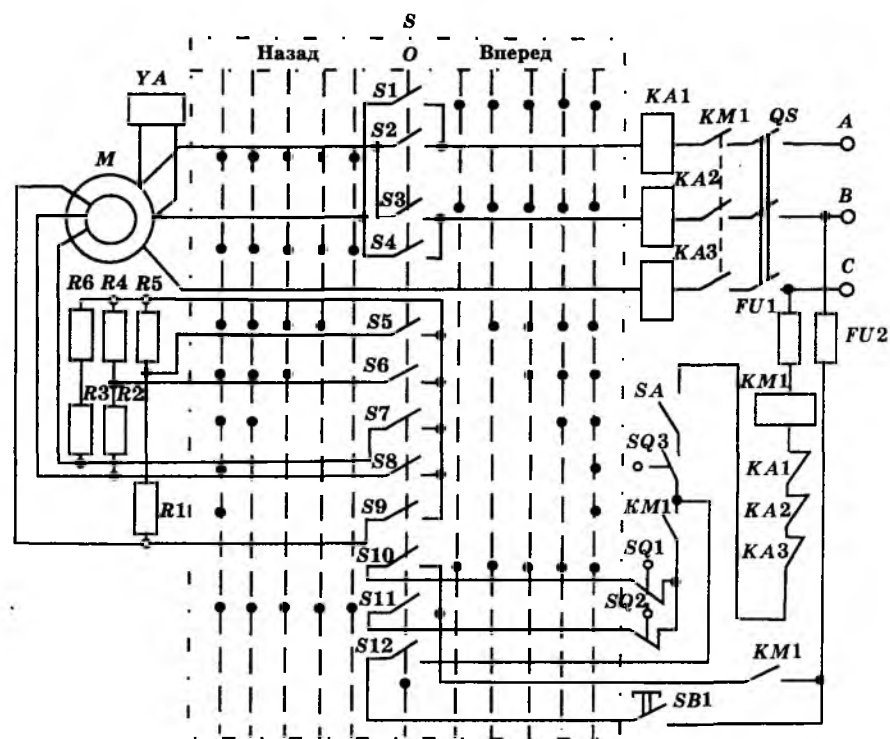 S
Назад O Вперед
YA
S1 KA1 KM1 QS A
S2
M
S3 KA2 B
S4
KA3 C
R6 R4 R5
S5 FU1
FU2
S6
SA KM1
R3 R2
S7
SQ3 KA1
S8
R1 S9 KM1 KA2
S10 SQ1 KA3
S11 SQ2
S12
KM1
SB1